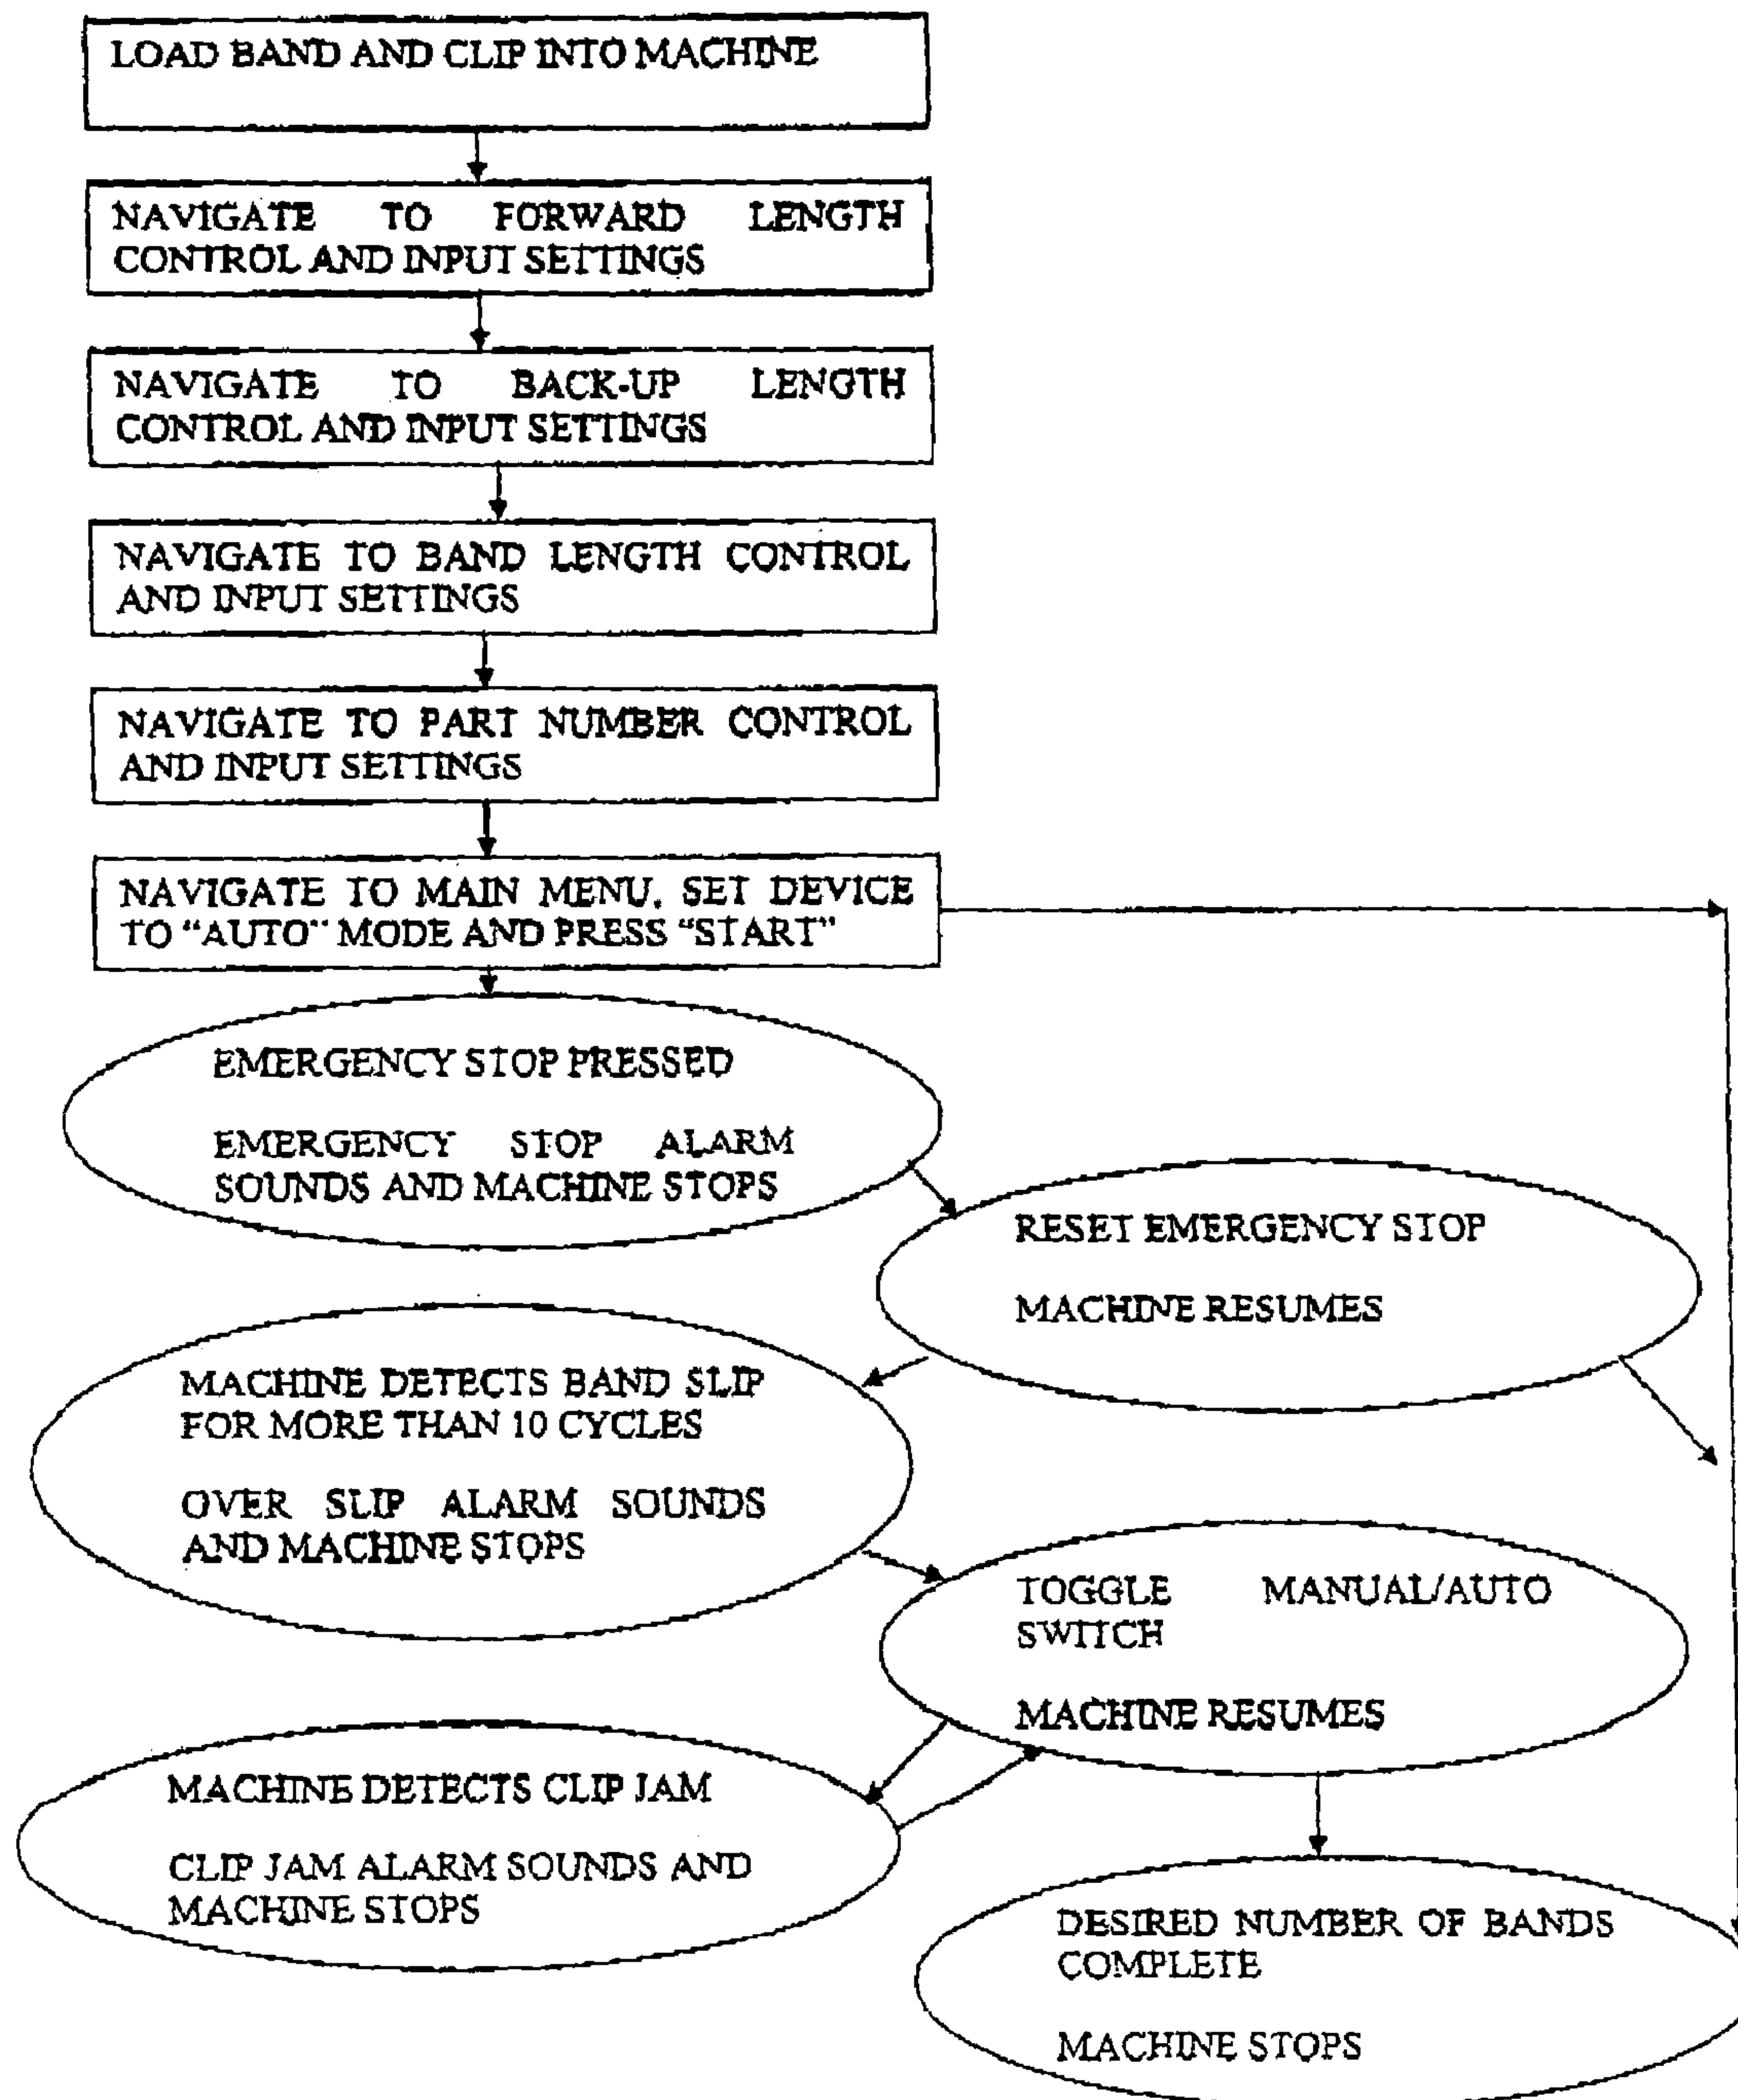 LOAD BAND AND CLIP INTO MACHINE
NAVIGATE TO FORWARD LENGTH
CONTROL AND INPUT SETTINGS
NAVIGATE TO BACK-UP LENGTH
CONTROL AND INPUT SETTINGS
NAVIGATE TO BAND LENGTH CONTROL
AND INPUT SETTINGS
NAVIGATE TO PART NUMBER CONTROL
AND INPUT SETTINGS
NAVIGATE TO MAIN MENU, SET DEVICE
TO "AUTO" MODE AND PRESS "START"
EMERGENCY STOP PRESSED
EMERGENCY STOP ALARM
SOUNDS AND MACHINE STOPS
RESET EMERGENCY STOP
MACHINE RESUMES
MACHINE DETECTS BAND SLIP
FOR MORE THAN 10 CYCLES
OVER SLIP ALARM SOUNDS
AND MACHINE STOPS
TOGGLE MANUAL/AUTO
SWITCH
MACHINE RESUMES
MACHINE DETECTS CLIP JAM
CLIP JAM ALARM SOUNDS AND
MACHINE STOPS
DESIRED NUMBER OF BANDS
COMPLETE
MACHINE STOPS